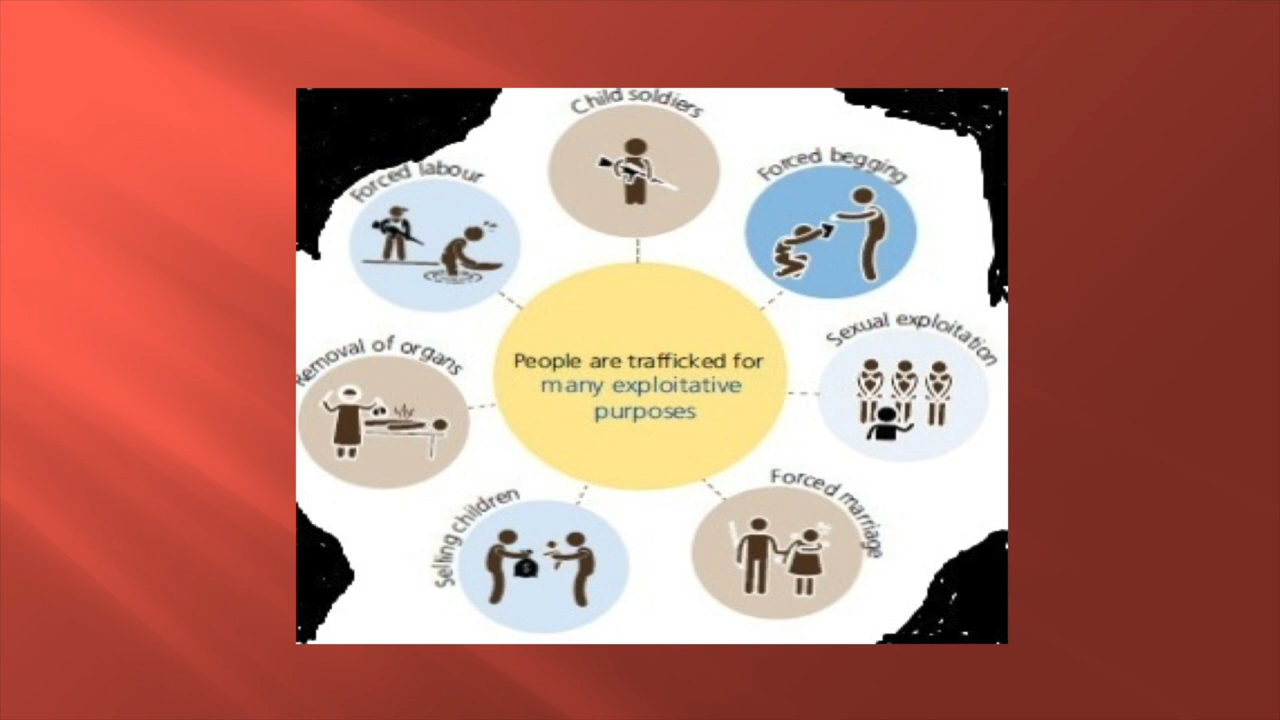 Child soldiers
Forced begging
Forced labour
Sexual exploitation
Removal of organs
People are trafficked for
many exploitative
purposes
Forced marriage
Selling children
$